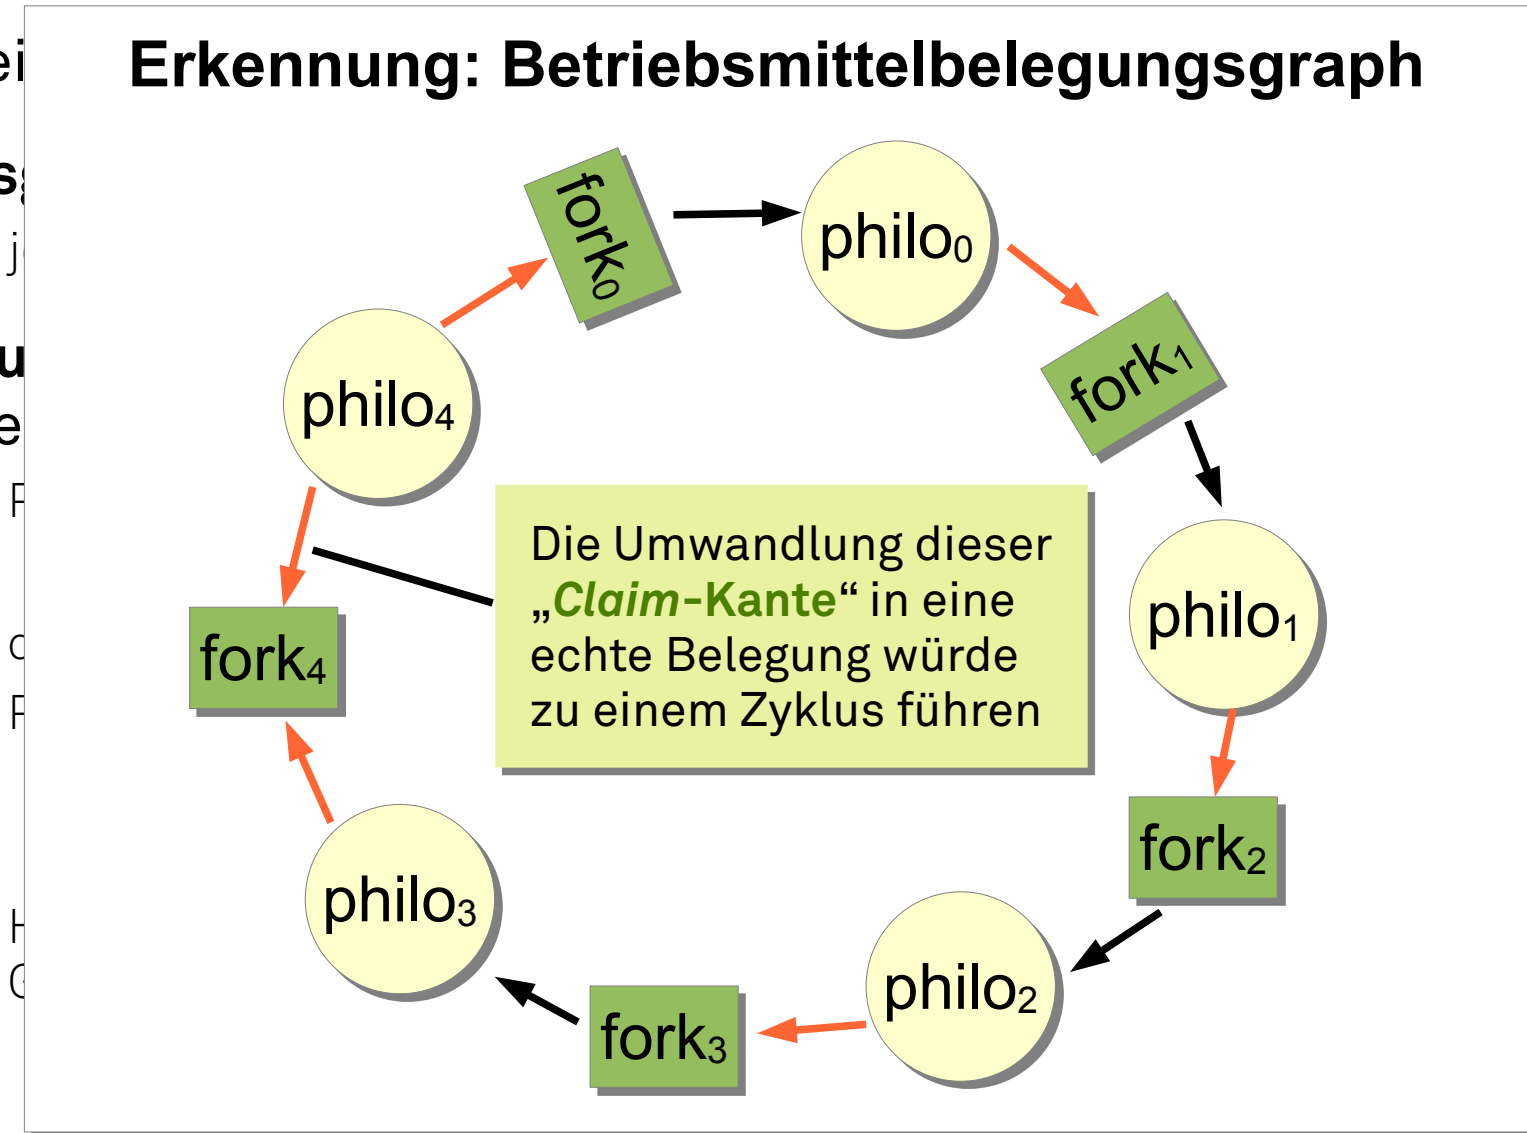 Erkennung: Betriebsmittelbelegungsgraph
fork0
philo0
fork1
philo4
Die Umwandlung dieser
„Claim-Kante“ in eine
echte Belegung würde
zu einem Zyklus führen
philo1
fork4
fork2
philo3
philo2
fork3